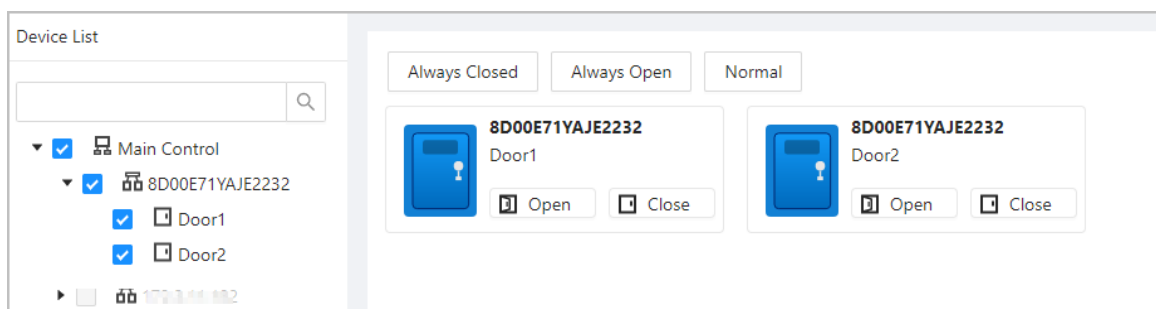 Device List
Main Control
8D00E71YAJE2232
Door1
Door2
Always Closed
Always Open
Normal
8D00E71YAJE2232
Door1
Open
Close
8D00E71YAJE2232
Door2
Open
Close